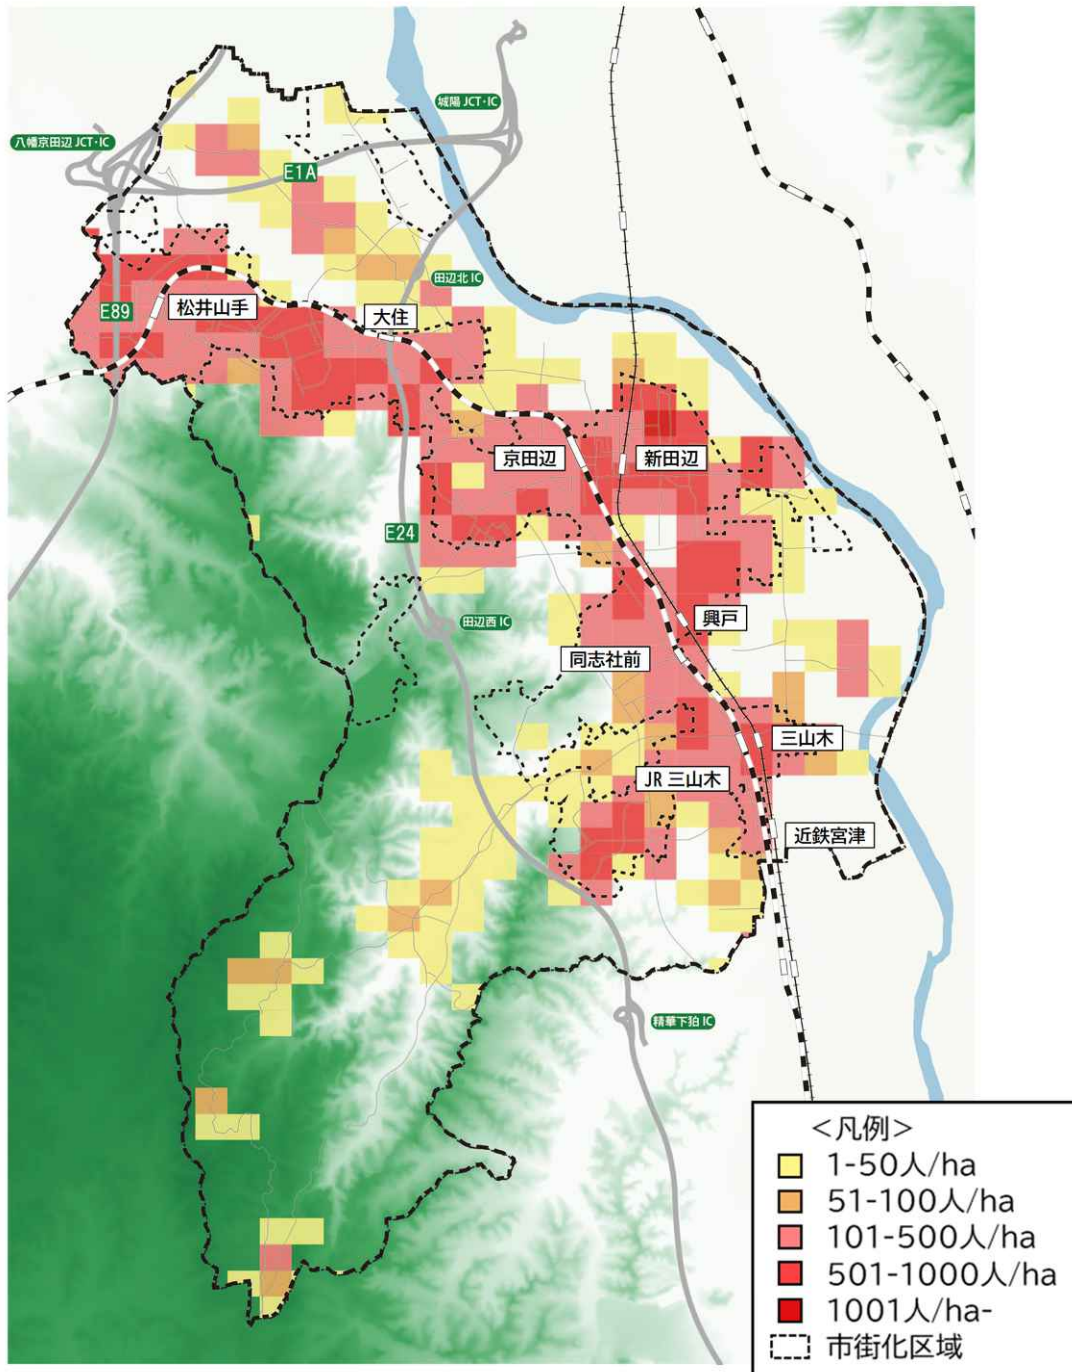 城陽 JCT・IC
八幡京田辺 JCT・IC
E1A
田辺北 IC
E89
松井山手
大住
京田辺
新田辺
E24
興戸
田辺西 IC
同志社前
三山木
JR 三山木
近鉄宮津
精華下狛 IC
<凡例>
1-50人/ha
51-100人/ha
101-500人/ha
501-1000人/ha
1001人/ha-
市街化区域